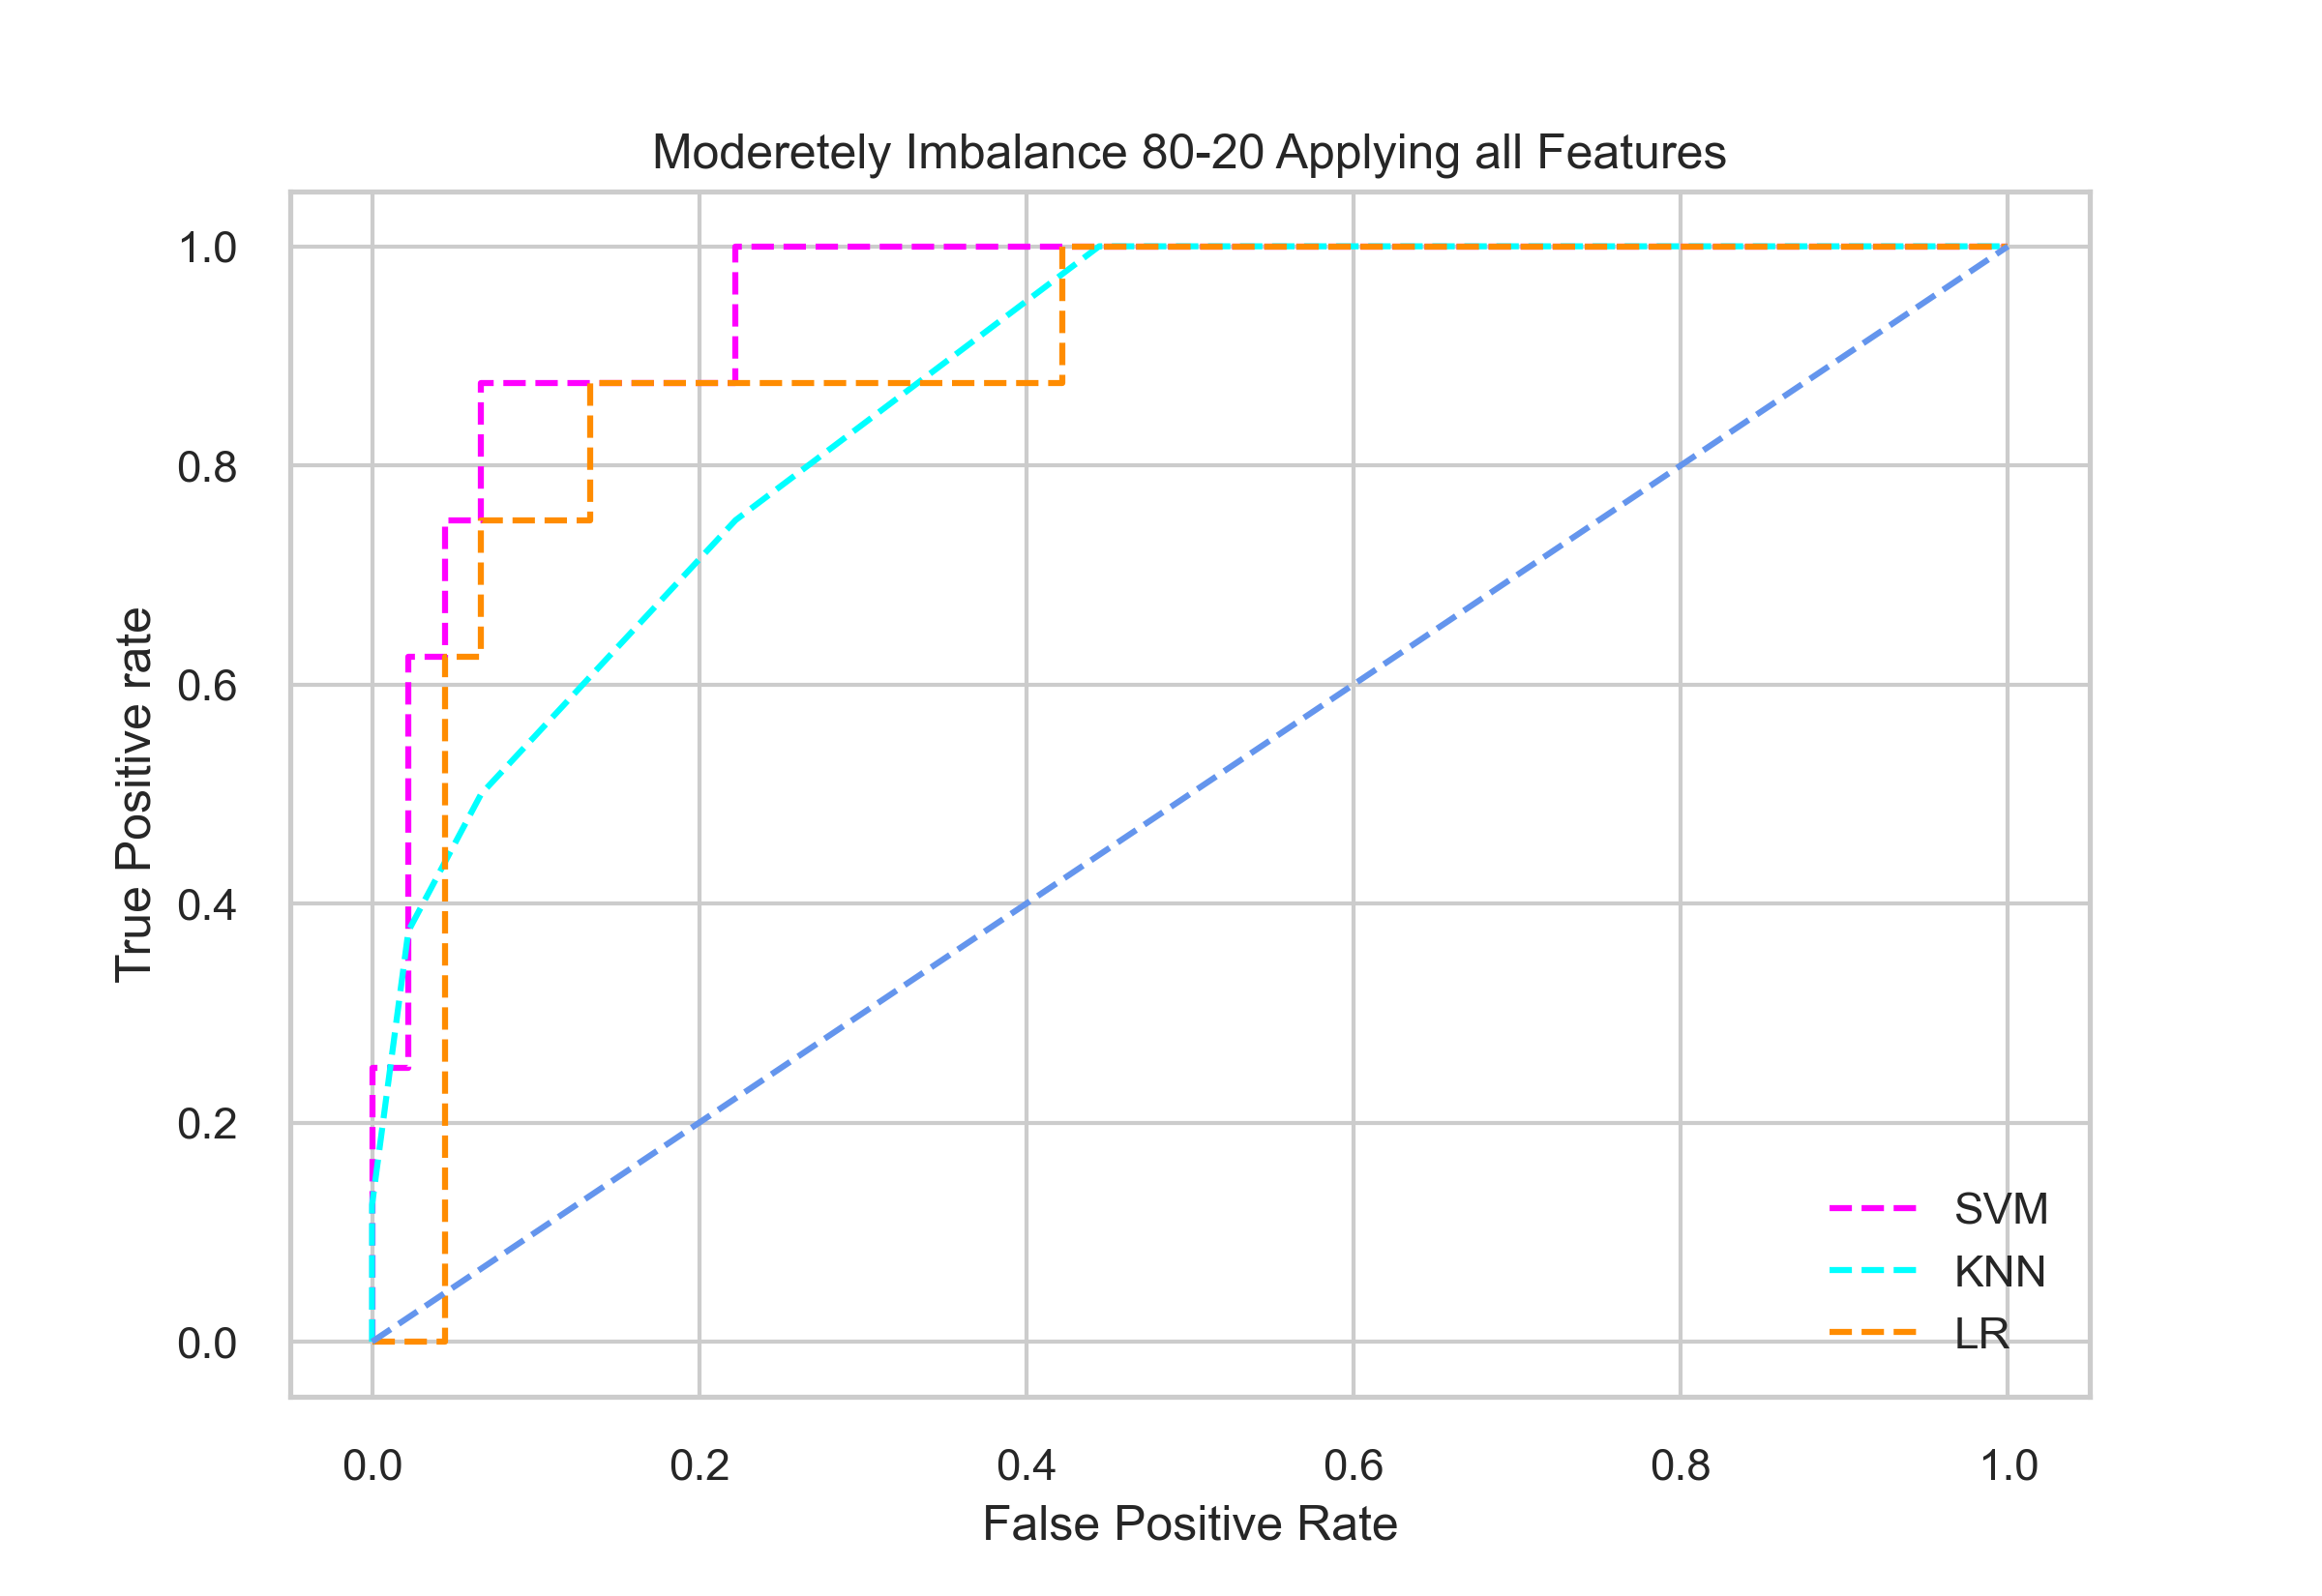 Moderetely Imbalance 80-20 Applying all Features
1.0
0.8
0.6
0.4
0.2
0.0
True Positive rate
SVM
KNN
LR
0.0 0.2 0.4 0.6 0.8 1.0
False Positive Rate